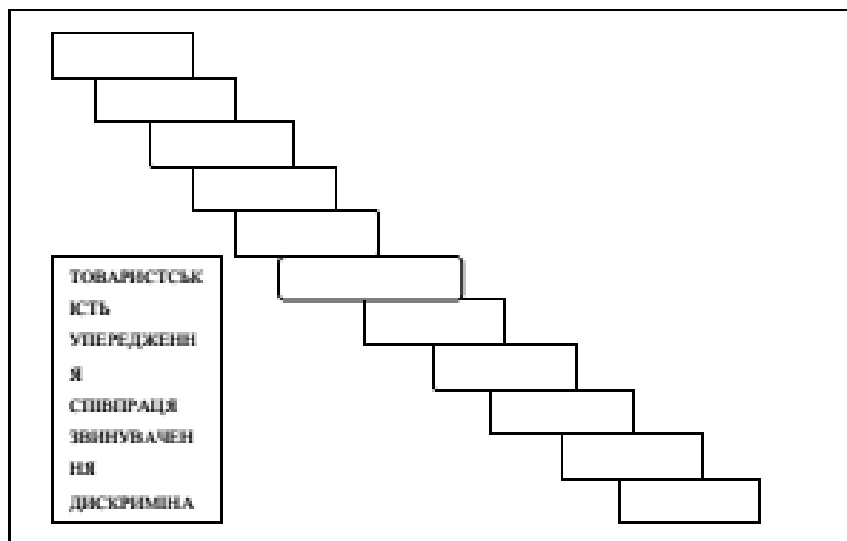 ТОВАРИСТСЬК
ІСТЬ
УПЕРЕДЖЕНН
Я
СПІВПРАЦЯ
ЗВИНУВАЧЕН
НЯ
ДИСКРИМІНА